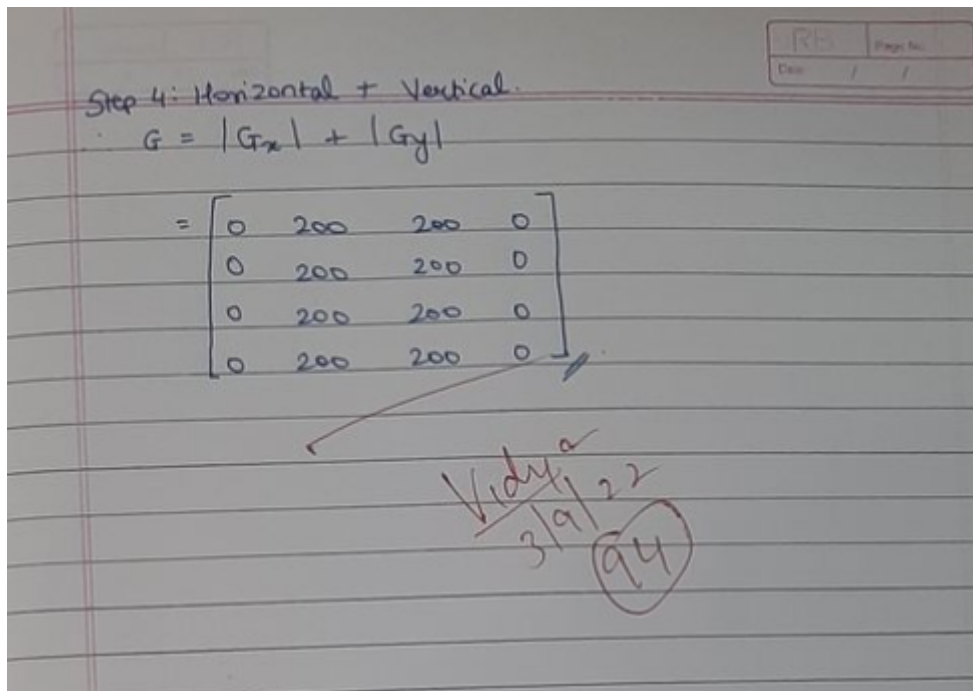 RB
Page No.
Date / /
Step 4: Horizontal + Vertical.
∴ G = |Gx| + |Gy|
= [ 0 200 200 0
0 200 200 0
0 200 200 0
0 200 200 0 ]
Vidya
3/9/22
94